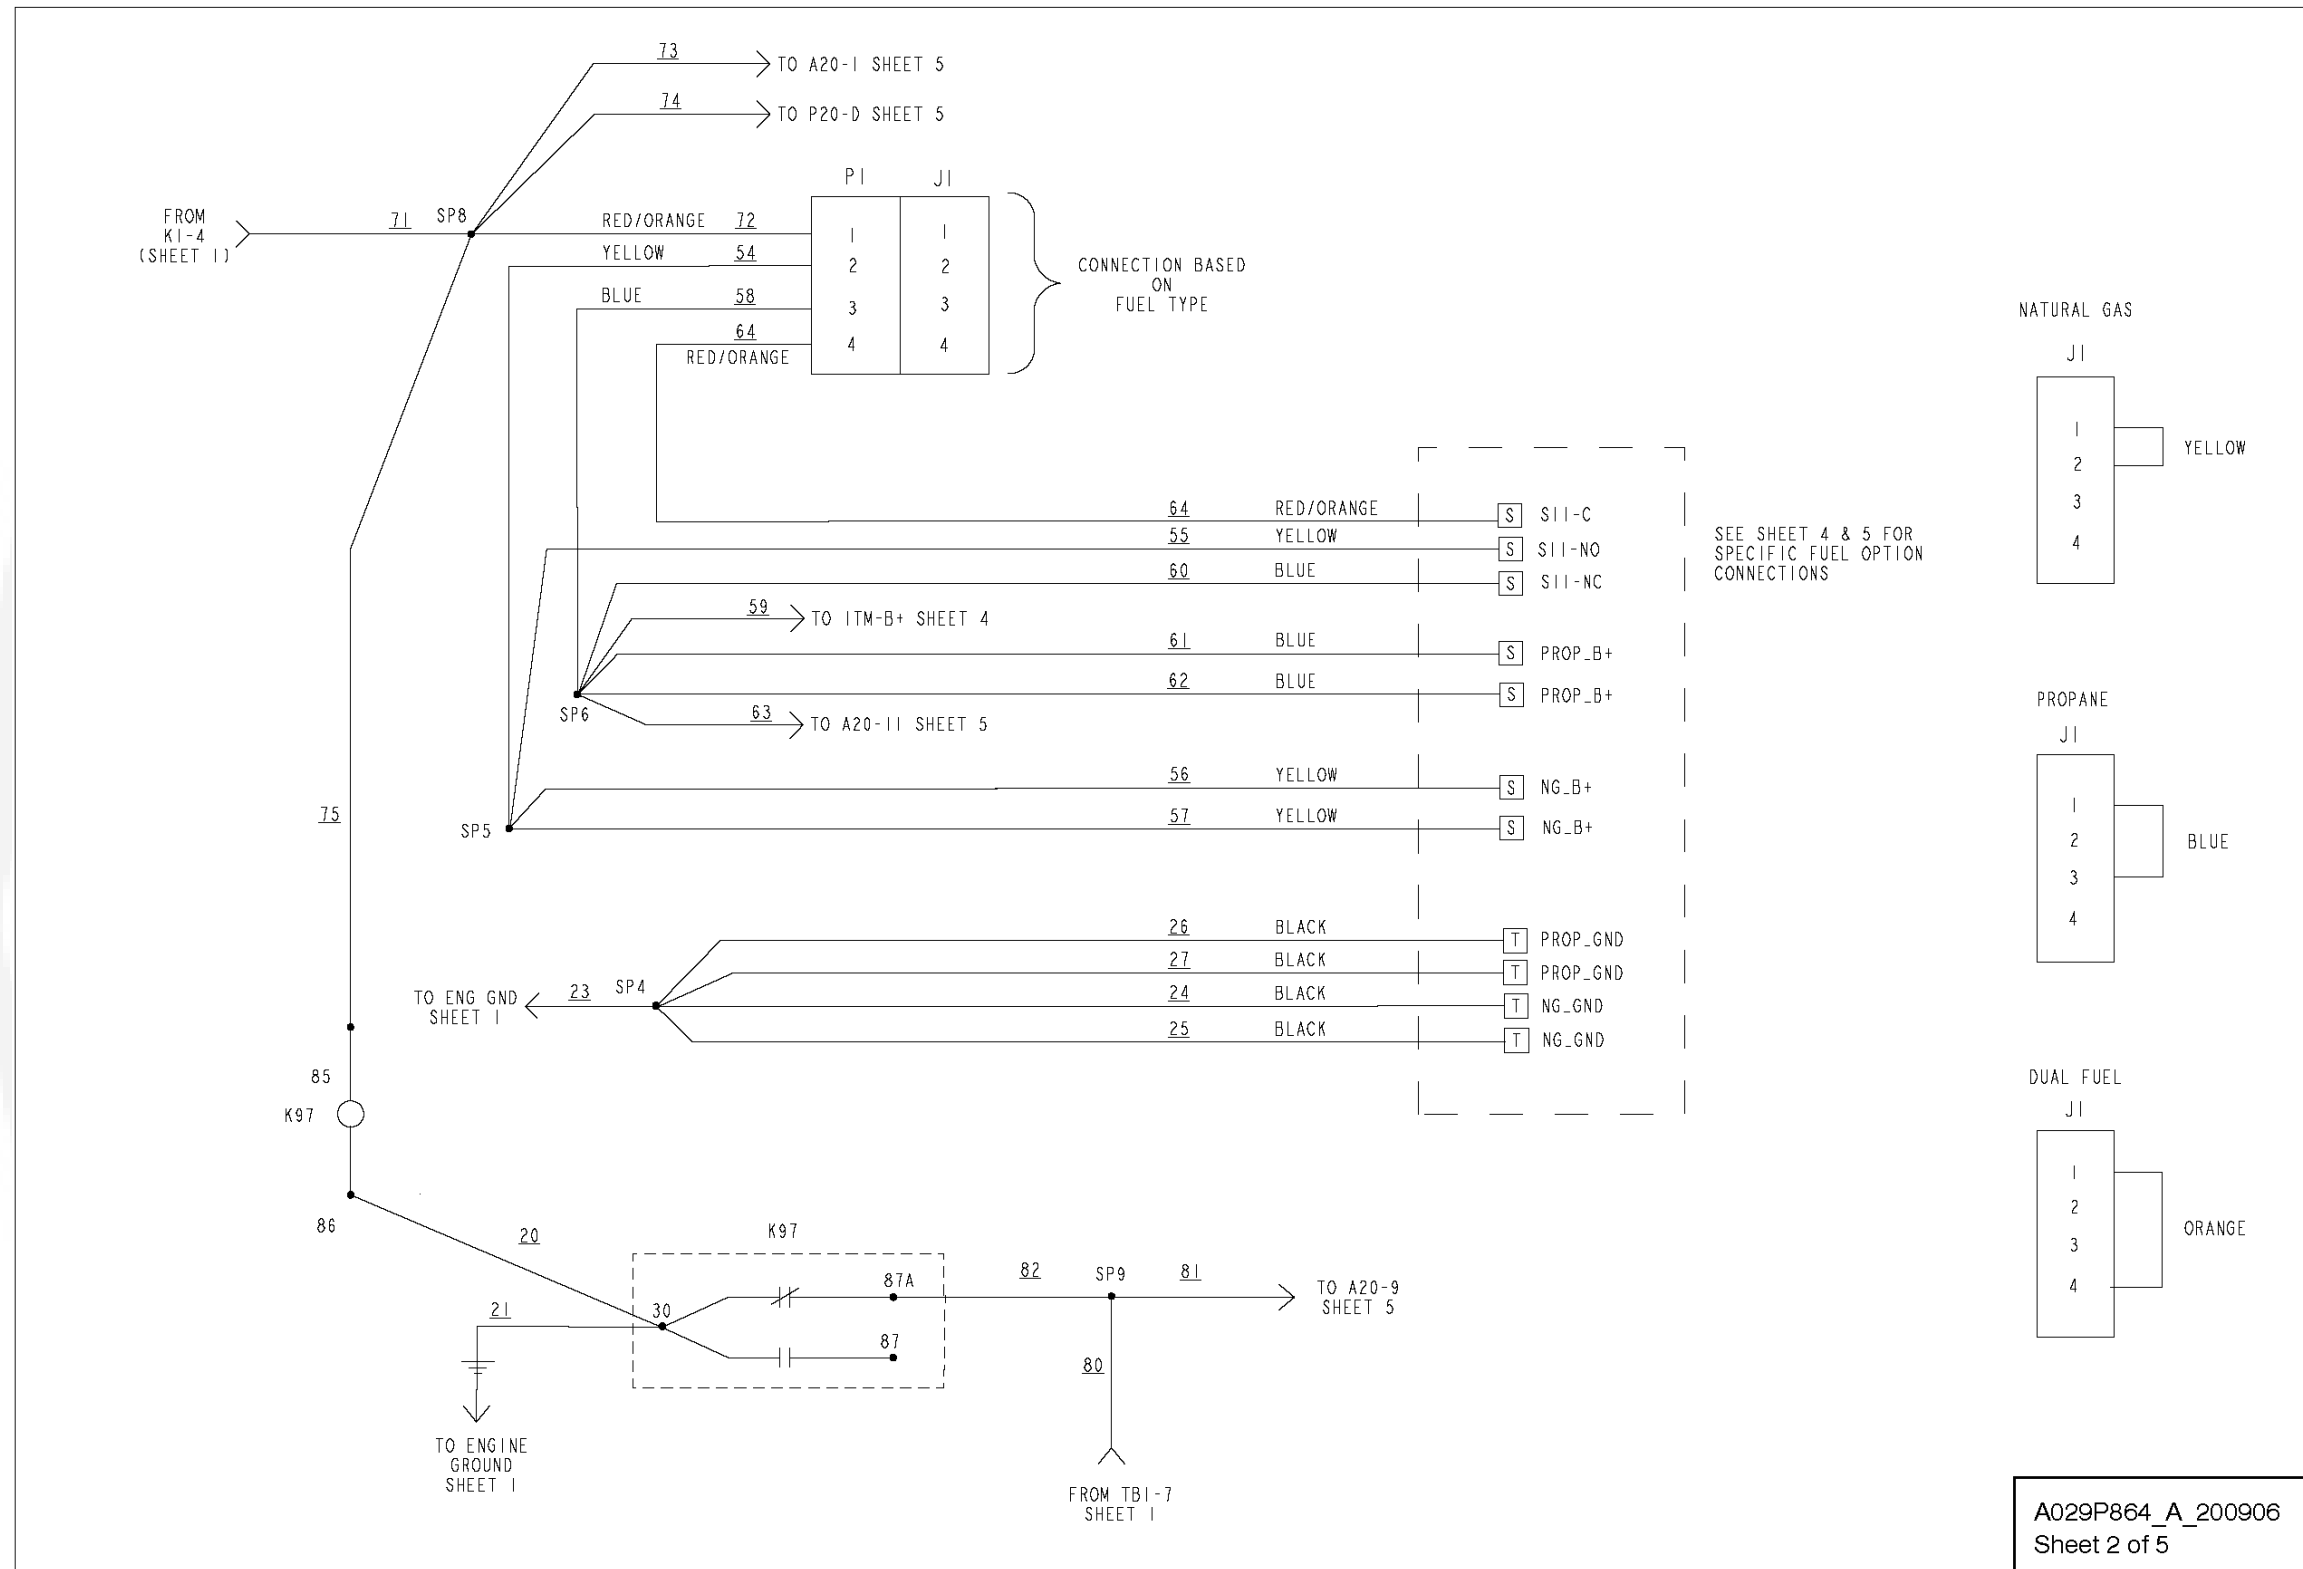 73
TO A20-1 SHEET 5
74
TO P20-D SHEET 5
P1
J1
FROM
K1-4
(SHEET 1)
71
SP8
RED/ORANGE
72
YELLOW
54
BLUE
58
64
RED/ORANGE
1
2
3
4
1
2
3
4
CONNECTION BASED
ON
FUEL TYPE
NATURAL GAS
J1
1
2
3
4
YELLOW
64
RED/ORANGE
S
S11-C
55
YELLOW
S
S11-NO
60
BLUE
S
S11-NC
SEE SHEET 4 & 5 FOR
SPECIFIC FUEL OPTION
CONNECTIONS
59
TO ITM-B+ SHEET 4
61
BLUE
S
PROP_B+
62
BLUE
S
PROP_B+
SP6
63
TO A20-11 SHEET 5
PROPANE
J1
1
2
3
4
BLUE
56
YELLOW
S
NG_B+
75
SP5
57
YELLOW
S
NG_B+
26
BLACK
T
PROP_GND
27
BLACK
T
PROP_GND
TO ENG GND
SHEET 1
23
SP4
24
BLACK
T
NG_GND
25
BLACK
T
NG_GND
85
K97
86
DUAL FUEL
J1
1
2
3
4
ORANGE
20
K97
21
30
87A
87
82
SP9
81
TO A20-9
SHEET 5
80
TO ENGINE
GROUND
SHEET 1
FROM TB1-7
SHEET 1
A029P864_A_200906
Sheet 2 of 5